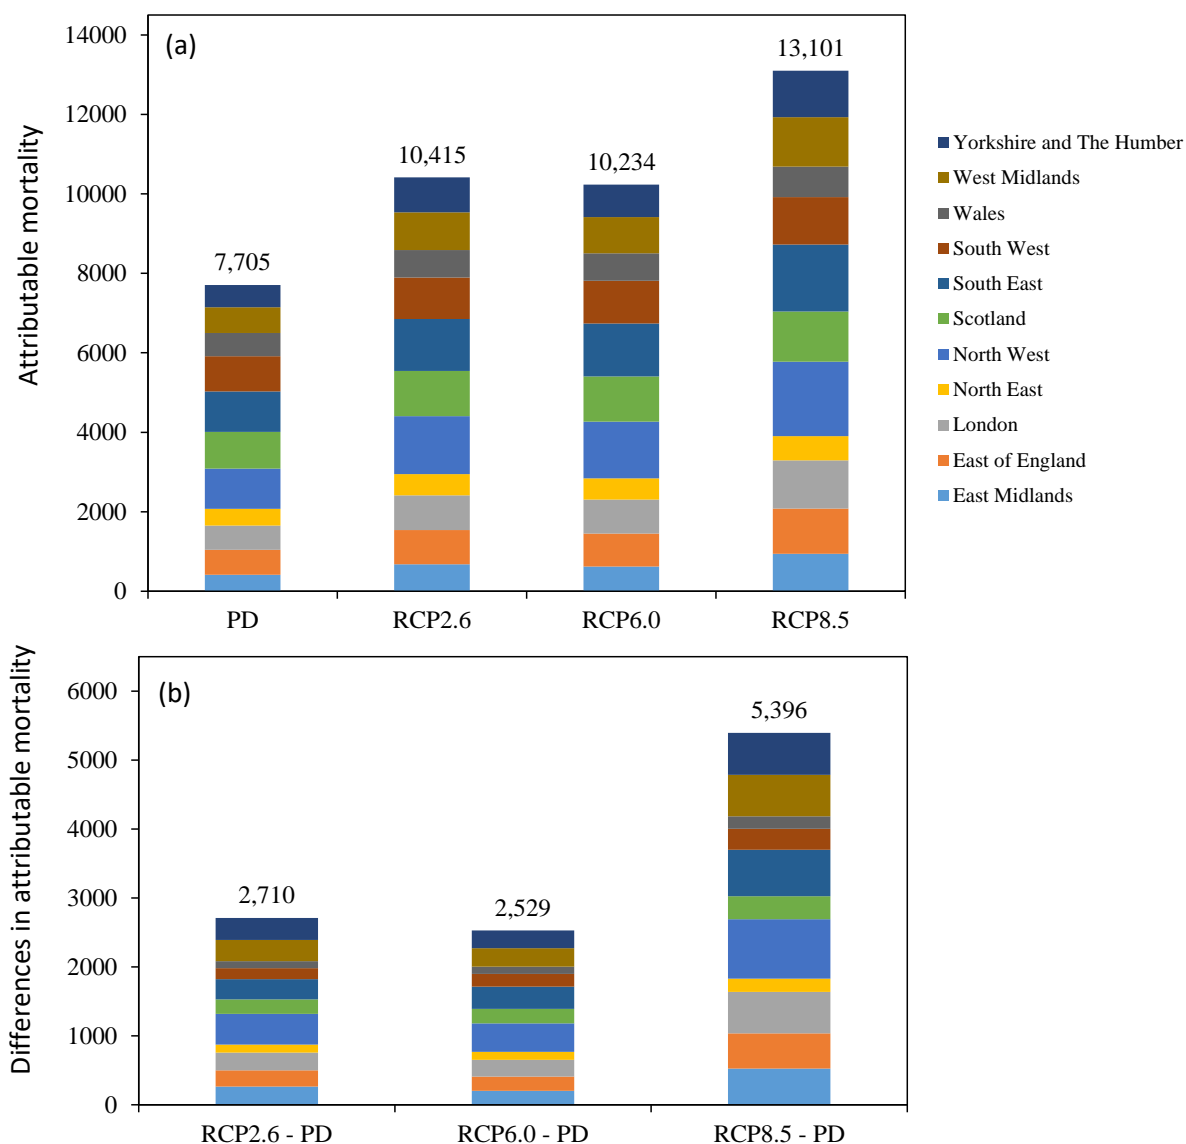 (a)
14000
12000
10000
8000
6000
4000
2000
0
Attributable mortality
7,705
10,415
10,234
13,101
PD
RCP2.6
RCP6.0
RCP8.5
Yorkshire and The Humber
West Midlands
Wales
South West
South East
Scotland
North West
North East
London
East of England
East Midlands
(b)
6000
5000
4000
3000
2000
1000
0
Differences in attributable mortality
2,710
2,529
5,396
RCP2.6 - PD
RCP6.0 - PD
RCP8.5 - PD